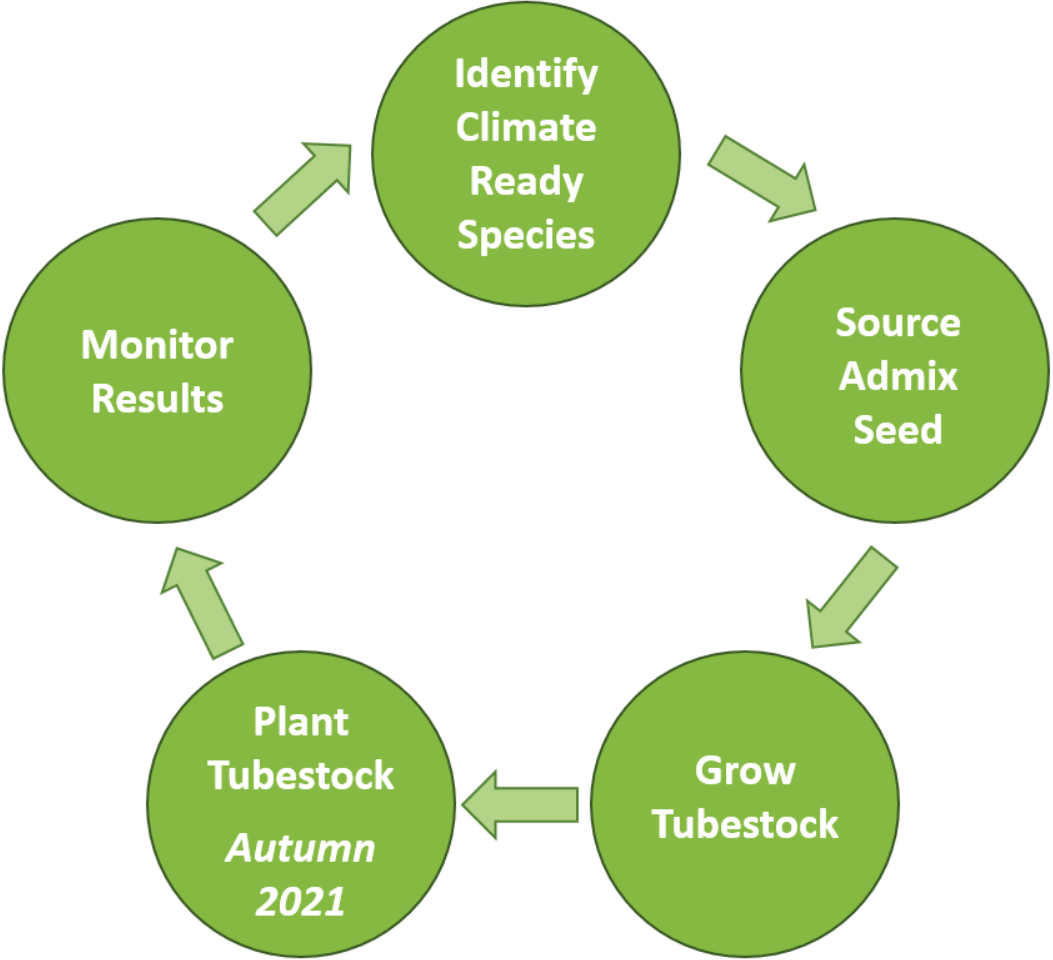 Identify
Climate
Ready
Species
Source
Admix
Seed
Grow
Tubestock
Plant
Tubestock
Autumn
2021
Monitor
Results